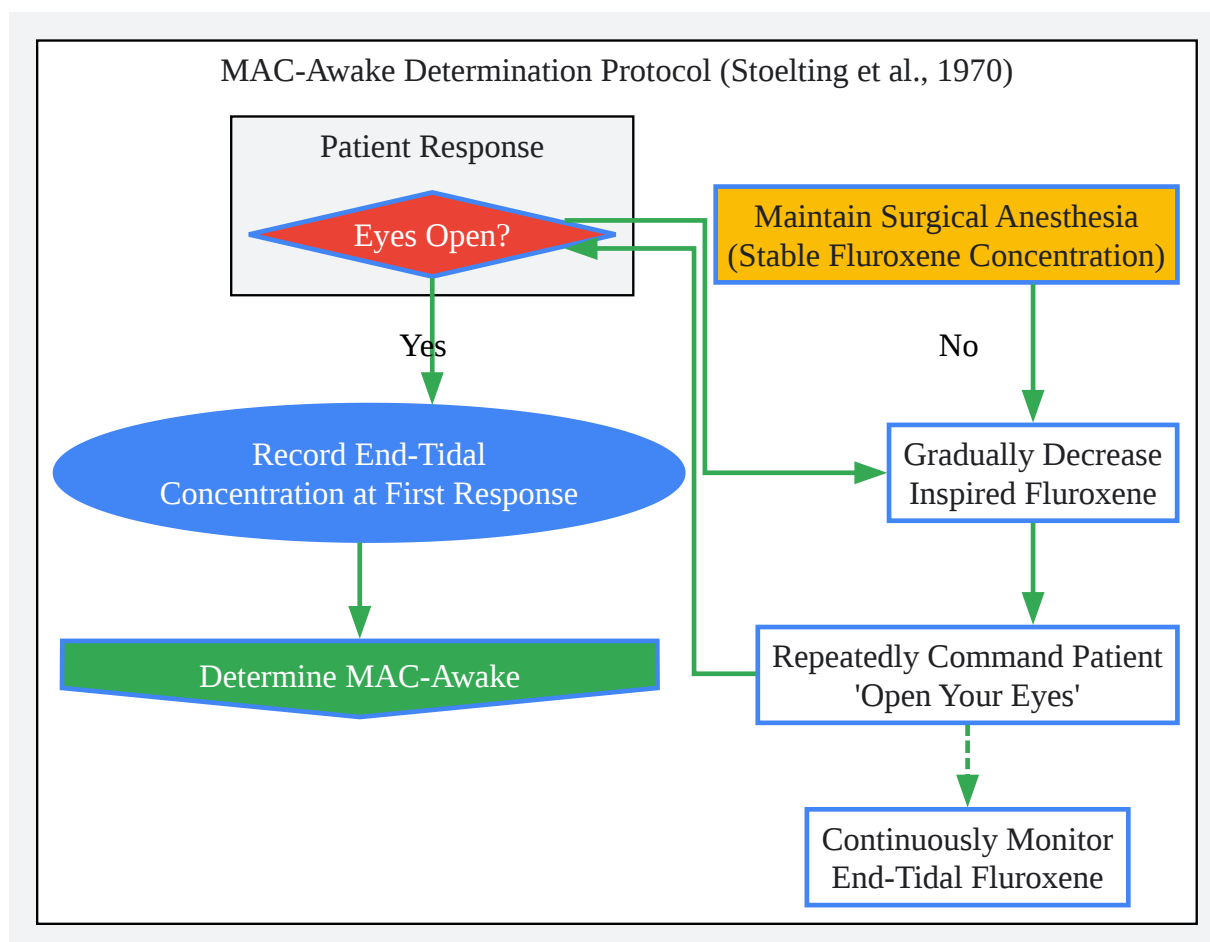 MAC-Awake Determination Protocol (Stoelting et al., 1970)
Patient Response
Eyes Open?
Maintain Surgical Anesthesia
(Stable Fluroxene Concentration)
Yes
No
Record End-Tidal
Concentration at First Response
Gradually Decrease
Inspired Fluroxene
Determine MAC-Awake
Repeatedly Command Patient
'Open Your Eyes'
Continuously Monitor
End-Tidal Fluroxene